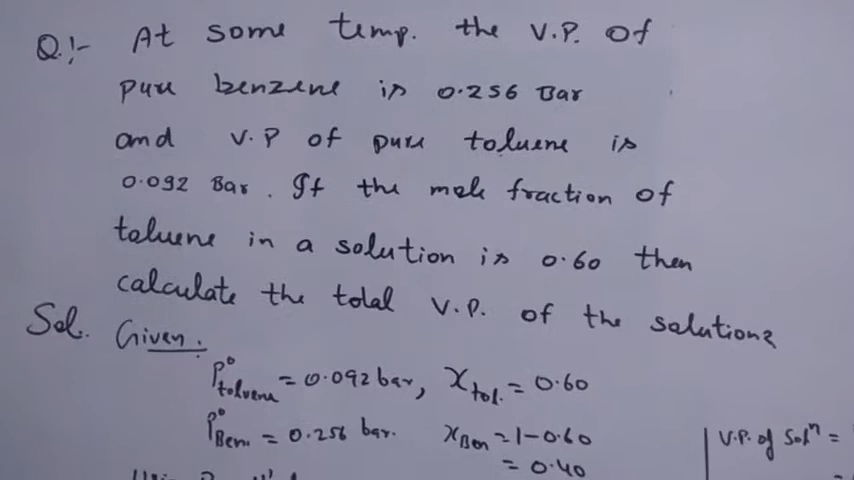 Q.:- At some temp. the V.P. of
pure benzene is 0.256 Bar
and V.P of pure toluene is
0.092 Bar. If the mole fraction of
toluene in a solution is 0.60 then
calculate the total V.P. of the solution?
Sol. Given.
P°toluene = 0.092 bar, xtol. = 0.60
P°Ben. = 0.256 bar. xBen = 1-0.60
= 0.40
V.P. of Solⁿ =